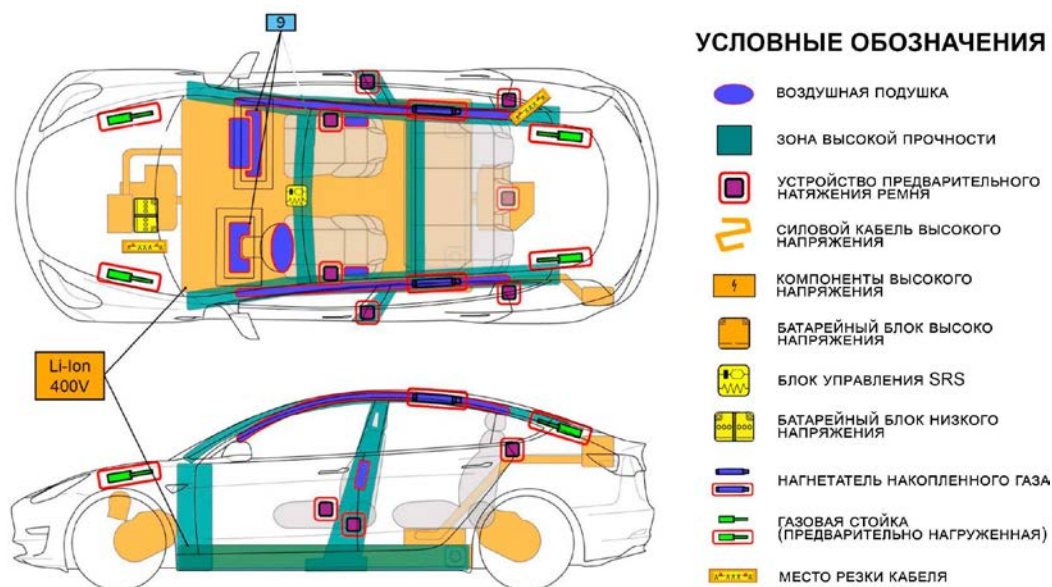 9
Li-Ion
400V
УСЛОВНЫЕ ОБОЗНАЧЕНИЯ
ВОЗДУШНАЯ ПОДУШКА
ЗОНА ВЫСОКОЙ ПРОЧНОСТИ
УСТРОЙСТВО ПРЕДВАРИТЕЛЬНОГО
НАТЯЖЕНИЯ РЕМНЯ
СИЛОВОЙ КАБЕЛЬ ВЫСОКОГО
НАПРЯЖЕНИЯ
КОМПОНЕНТЫ ВЫСОКОГО
НАПРЯЖЕНИЯ
БАТАРЕЙНЫЙ БЛОК ВЫСОКО
НАПРЯЖЕНИЯ
БЛОК УПРАВЛЕНИЯ SRS
БАТАРЕЙНЫЙ БЛОК НИЗКОГО
НАПРЯЖЕНИЯ
НАГНЕТАТЕЛЬ НАКОПЛЕННОГО ГАЗА
ГАЗОВАЯ СТОЙКА
(ПРЕДВАРИТЕЛЬНО НАГРУЖЕННАЯ)
МЕСТО РЕЗКИ КАБЕЛЯ